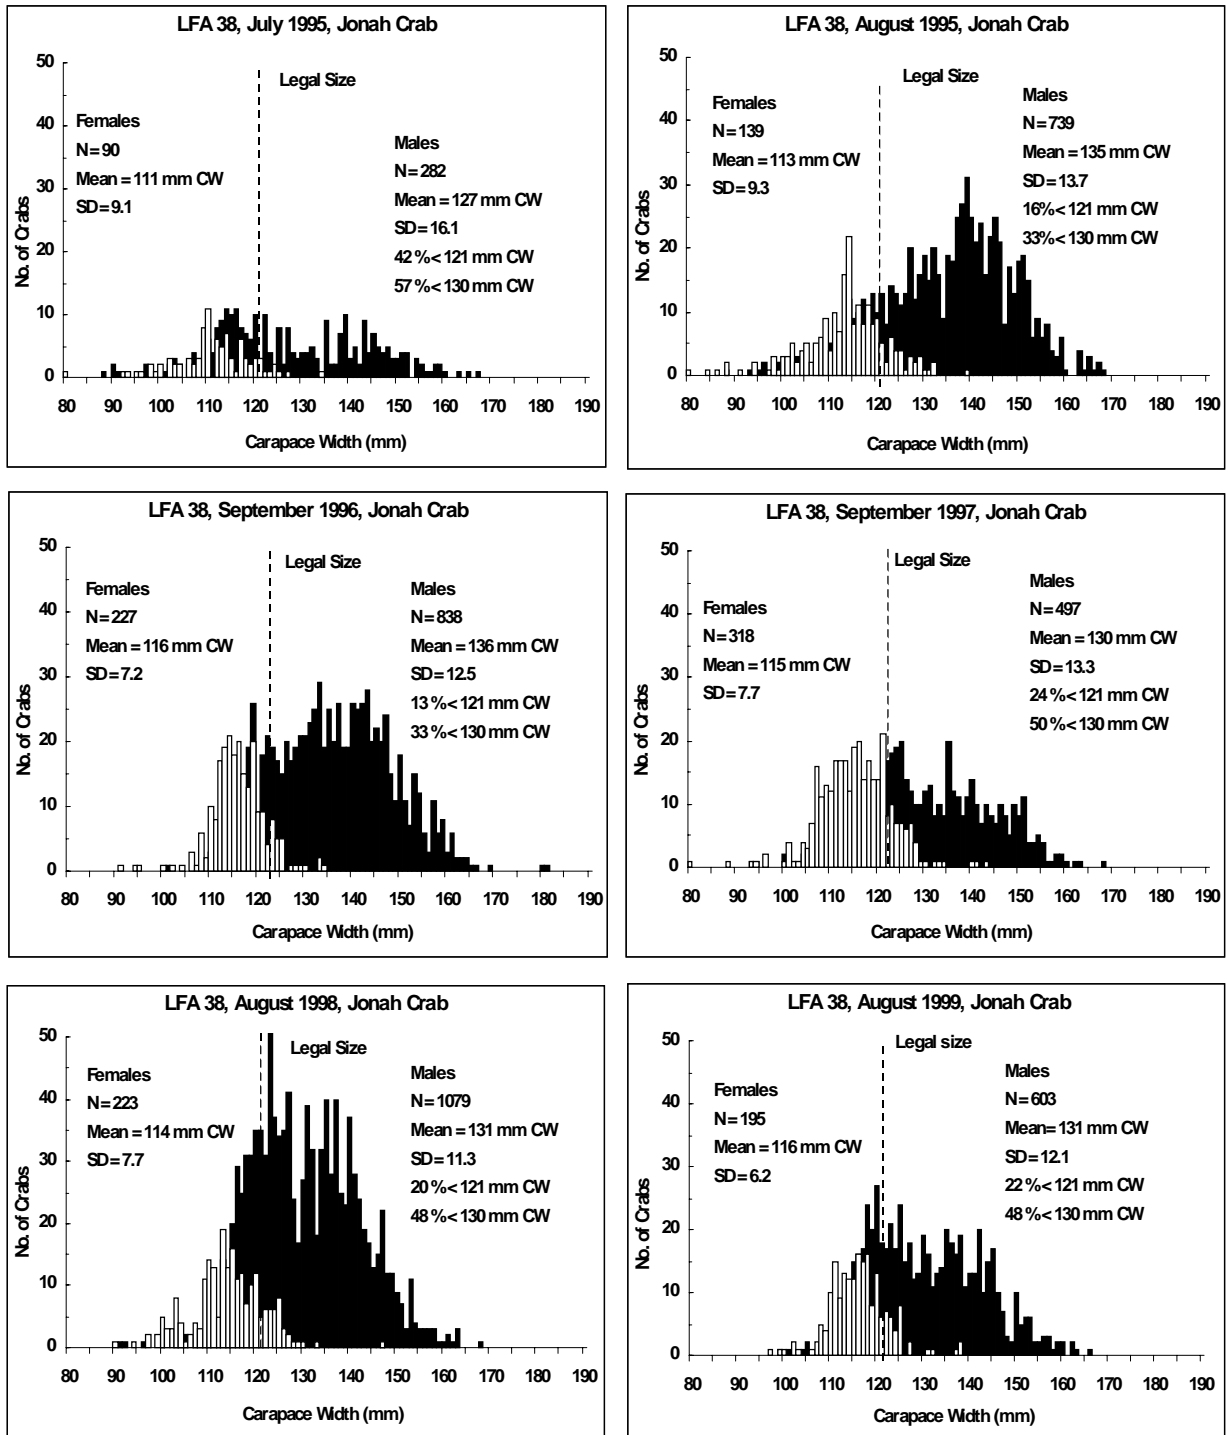 LFA 38, July 1995, Jonah Crab
50
40
30
20
10
0
No. of Crabs
Legal Size
Females
N = 90
Mean = 111 mm CW
SD = 9.1
Males
N = 282
Mean = 127 mm CW
SD = 16.1
42 % < 121 mm CW
57 % < 130 mm CW
80 90 100 110 120 130 140 150 160 170 180 190
Carapace Width (mm)
LFA 38, August 1995, Jonah Crab
50
40
30
20
10
0
No. of Crabs
Legal Size
Females
N = 139
Mean = 113 mm CW
SD = 9.3
Males
N = 739
Mean = 135 mm CW
SD = 13.7
16% < 121 mm CW
33% < 130 mm CW
80 90 100 110 120 130 140 150 160 170 180 190
Carapace Width (mm)
LFA 38, September 1996, Jonah Crab
50
40
30
20
10
0
No. of Crabs
Legal Size
Females
N = 227
Mean = 116 mm CW
SD = 7.2
Males
N = 838
Mean = 136 mm CW
SD = 12.5
13 % < 121 mm CW
33 % < 130 mm CW
80 90 100 110 120 130 140 150 160 170 180 190
Carapace Width (mm)
LFA 38, September 1997, Jonah Crab
50
40
30
20
10
0
No. of Crabs
Legal Size
Females
N = 318
Mean = 115 mm CW
SD = 7.7
Males
N = 497
Mean = 130 mm CW
SD = 13.3
24 % < 121 mm CW
50 % < 130 mm CW
80 90 100 110 120 130 140 150 160 170 180 190
Carapace Width (mm)
LFA 38, August 1998, Jonah Crab
50
40
30
20
10
0
No. of Crabs
Legal Size
Females
N = 223
Mean = 114 mm CW
SD = 7.7
Males
N = 1079
Mean = 131 mm CW
SD = 11.3
20 % < 121 mm CW
48 % < 130 mm CW
80 90 100 110 120 130 140 150 160 170 180 190
Carapace Width (mm)
LFA 38, August 1999, Jonah Crab
50
40
30
20
10
0
No. of Crabs
Legal size
Females
N = 195
Mean = 116 mm CW
SD = 6.2
Males
N = 603
Mean= 131 mm CW
SD = 12.1
22 % < 121 mm CW
48 % < 130 mm CW
80 90 100 110 120 130 140 150 160 170 180 190
Carapace Width (mm)